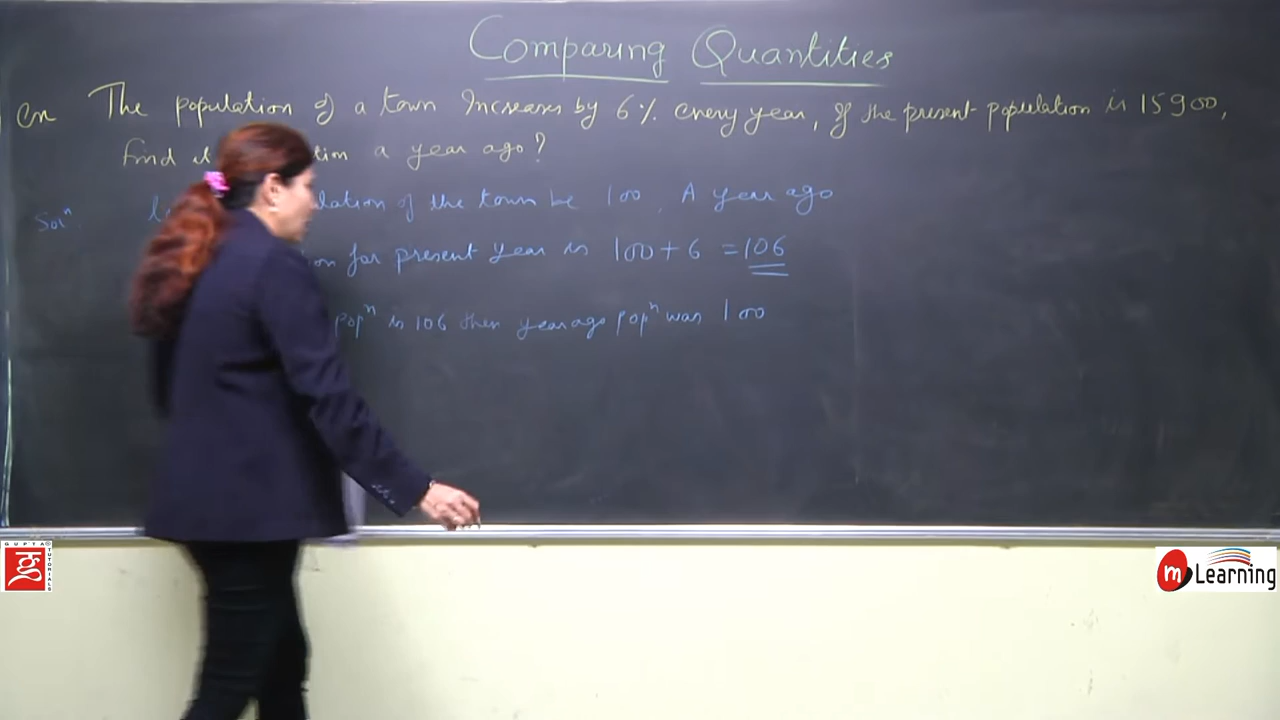 Comparing Quantities
The population of a town Increases by 6% every year, If the present population is 15900,
find a year ago?
Solⁿ. of the town be 100, A year ago
for present year is 100 + 6 = 106
popⁿ is 106 then year ago popⁿ was 100
GUPTA®
TUTORIALS
m Learning